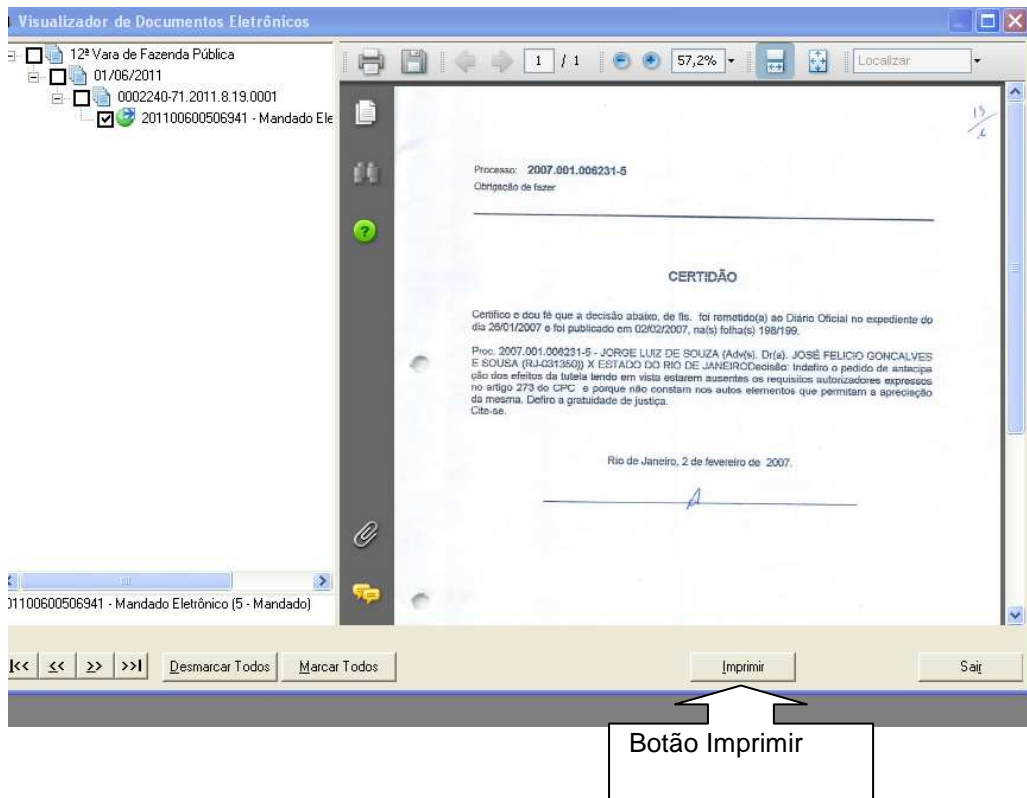 Visualizador de Documentos Eletrônicos
12ª Vara de Fazenda Pública
01/06/2011
0002240-71.2011.8.19.0001
201100600506941 - Mandado Ele
01100600506941 - Mandado Eletrônico (5 - Mandado)
1 / 1
57,2%
Localizar
Processo: 2007.001.006231-5
Obrigação de fazer
CERTIDÃO
Certifico e dou fé que a decisão abaixo, de fls. foi remetido(a) ao Diário Oficial no expediente do
dia 26/01/2007 e foi publicado em 02/02/2007, na(s) folha(s) 198/199.
Proc. 2007.001.006231-5 - JORGE LUIZ DE SOUZA (Adv(s). Dr(a). JOSÉ FELICIO GONCALVES
E SOUSA (RJ-031350)) X ESTADO DO RIO DE JANEIRODecisão: Indefiro o pedido de antacipa
ção dos efeitos da tutela tendo em vista estarem ausentes os requisitos autorizadores expressos
no artigo 273 do CPC e porque não constam nos autos elementos que permitam a apreciação
da mesma. Defiro a gratuidade de justiça.
Cite-se.
Rio de Janeiro, 2 de fevereiro de 2007.
|<< << >> >>| Desmarcar Todos Marcar Todos Imprimir Sair
Botão Imprimir